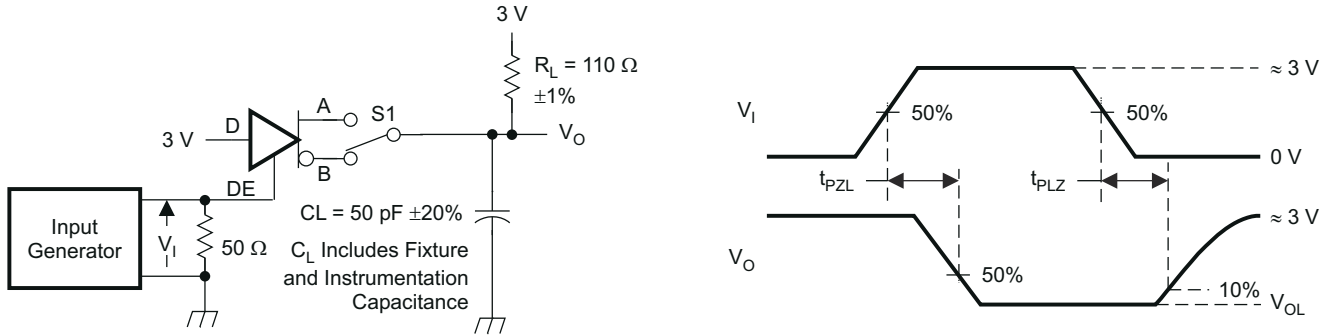 3 V
R_L = 110 Ω
±1%
A
S1
3 V
D
V_O
B
DE
Input
Generator
V_I
50 Ω
CL = 50 pF ±20%
C_L Includes Fixture
and Instrumentation
Capacitance
≈ 3 V
V_I
50%
50%
0 V
t_PZL
t_PLZ
≈ 3 V
V_O
50%
10%
V_OL